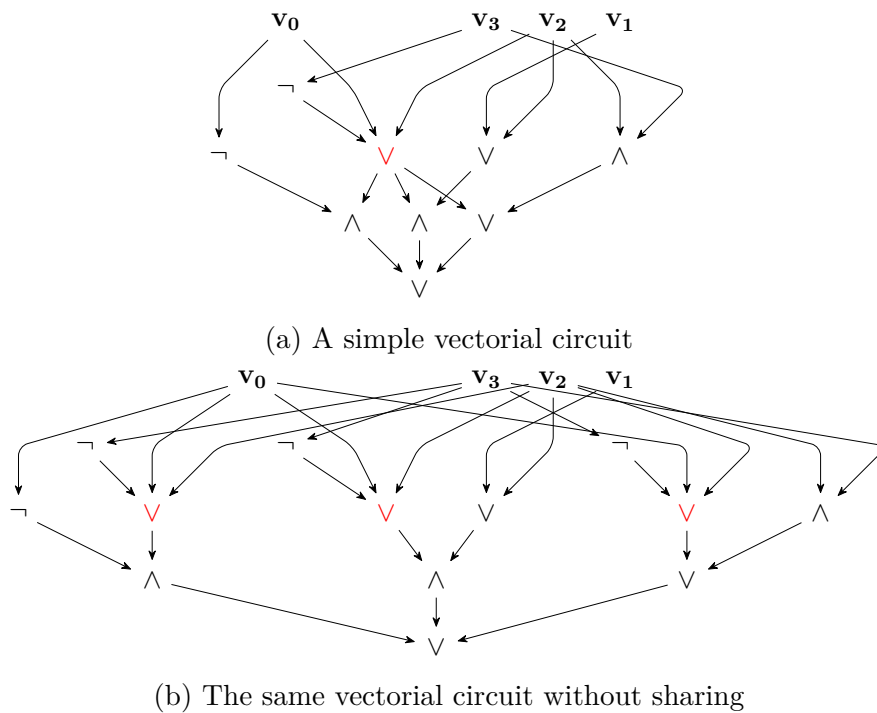 v₀ v₃ v₂ v₁
¬
¬ ∨ ∨ ∧
∧ ∧ ∨
∨
(a) A simple vectorial circuit
v₀ v₃ v₂ v₁
¬ ¬ ¬
¬ ∨ ∨ ∨ ∨ ∧
∧ ∧ ∨
∨
(b) The same vectorial circuit without sharing